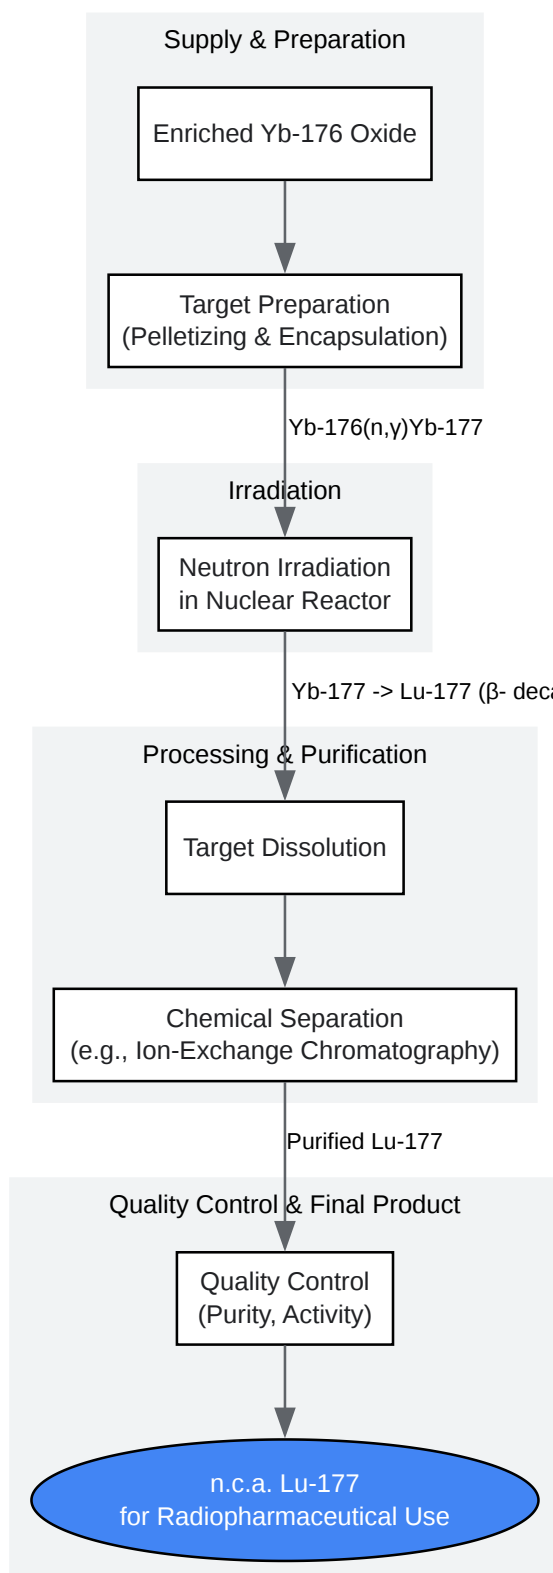 Supply & Preparation
Enriched Yb-176 Oxide
Target Preparation
(Pelletizing & Encapsulation)
Yb-176(n,γ)Yb-177
Irradiation
Neutron Irradiation
in Nuclear Reactor
Yb-177 -> Lu-177 (β- deca
Processing & Purification
Target Dissolution
Chemical Separation
(e.g., Ion-Exchange Chromatography)
Purified Lu-177
Quality Control & Final Product
Quality Control
(Purity, Activity)
n.c.a. Lu-177
for Radiopharmaceutical Use